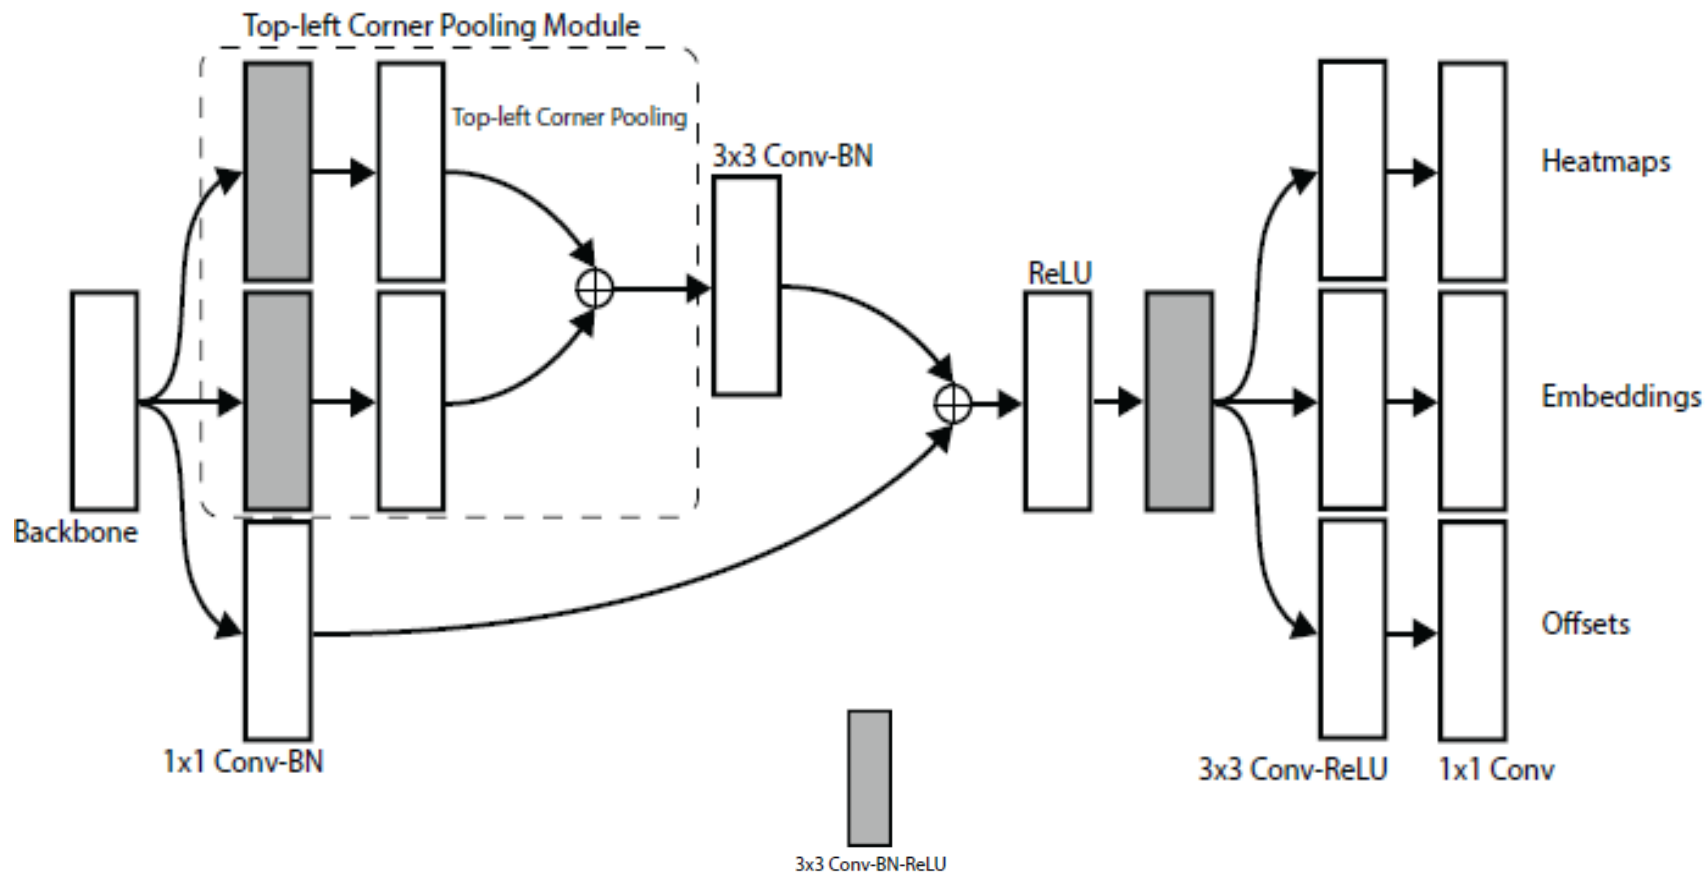 Top-left Corner Pooling Module
Top-left Corner Pooling
3x3 Conv-BN
Heatmaps
ReLU
Embeddings
Backbone
Offsets
1x1 Conv-BN
3x3 Conv-ReLU
1x1 Conv
3x3 Conv-BN-ReLU